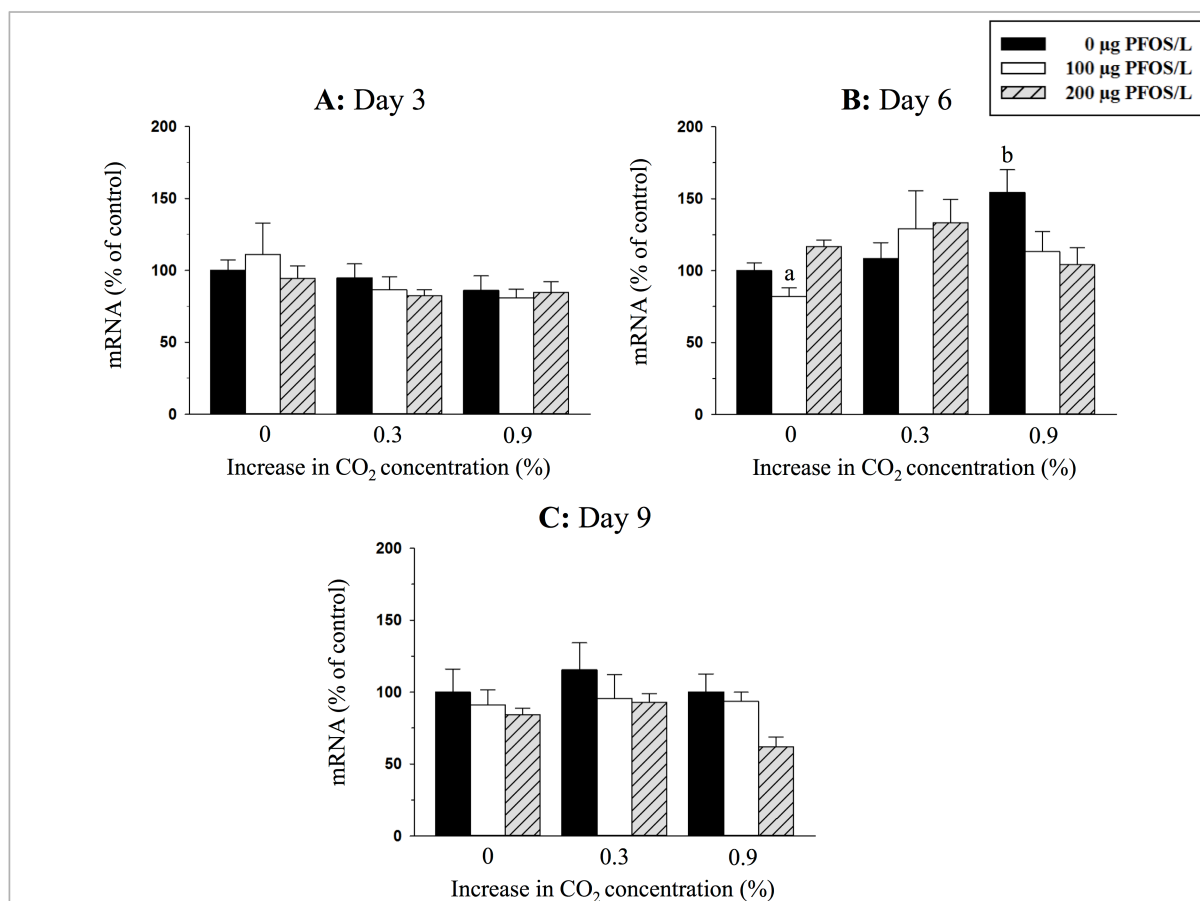 0 µg PFOS/L
100 µg PFOS/L
200 µg PFOS/L
A: Day 3
mRNA (% of control)
200
150
100
50
0
0 0.3 0.9
Increase in CO₂ concentration (%)
B: Day 6
mRNA (% of control)
200
150
100
50
0
a
b
0 0.3 0.9
Increase in CO₂ concentration (%)
C: Day 9
mRNA (% of control)
200
150
100
50
0
0 0.3 0.9
Increase in CO₂ concentration (%)